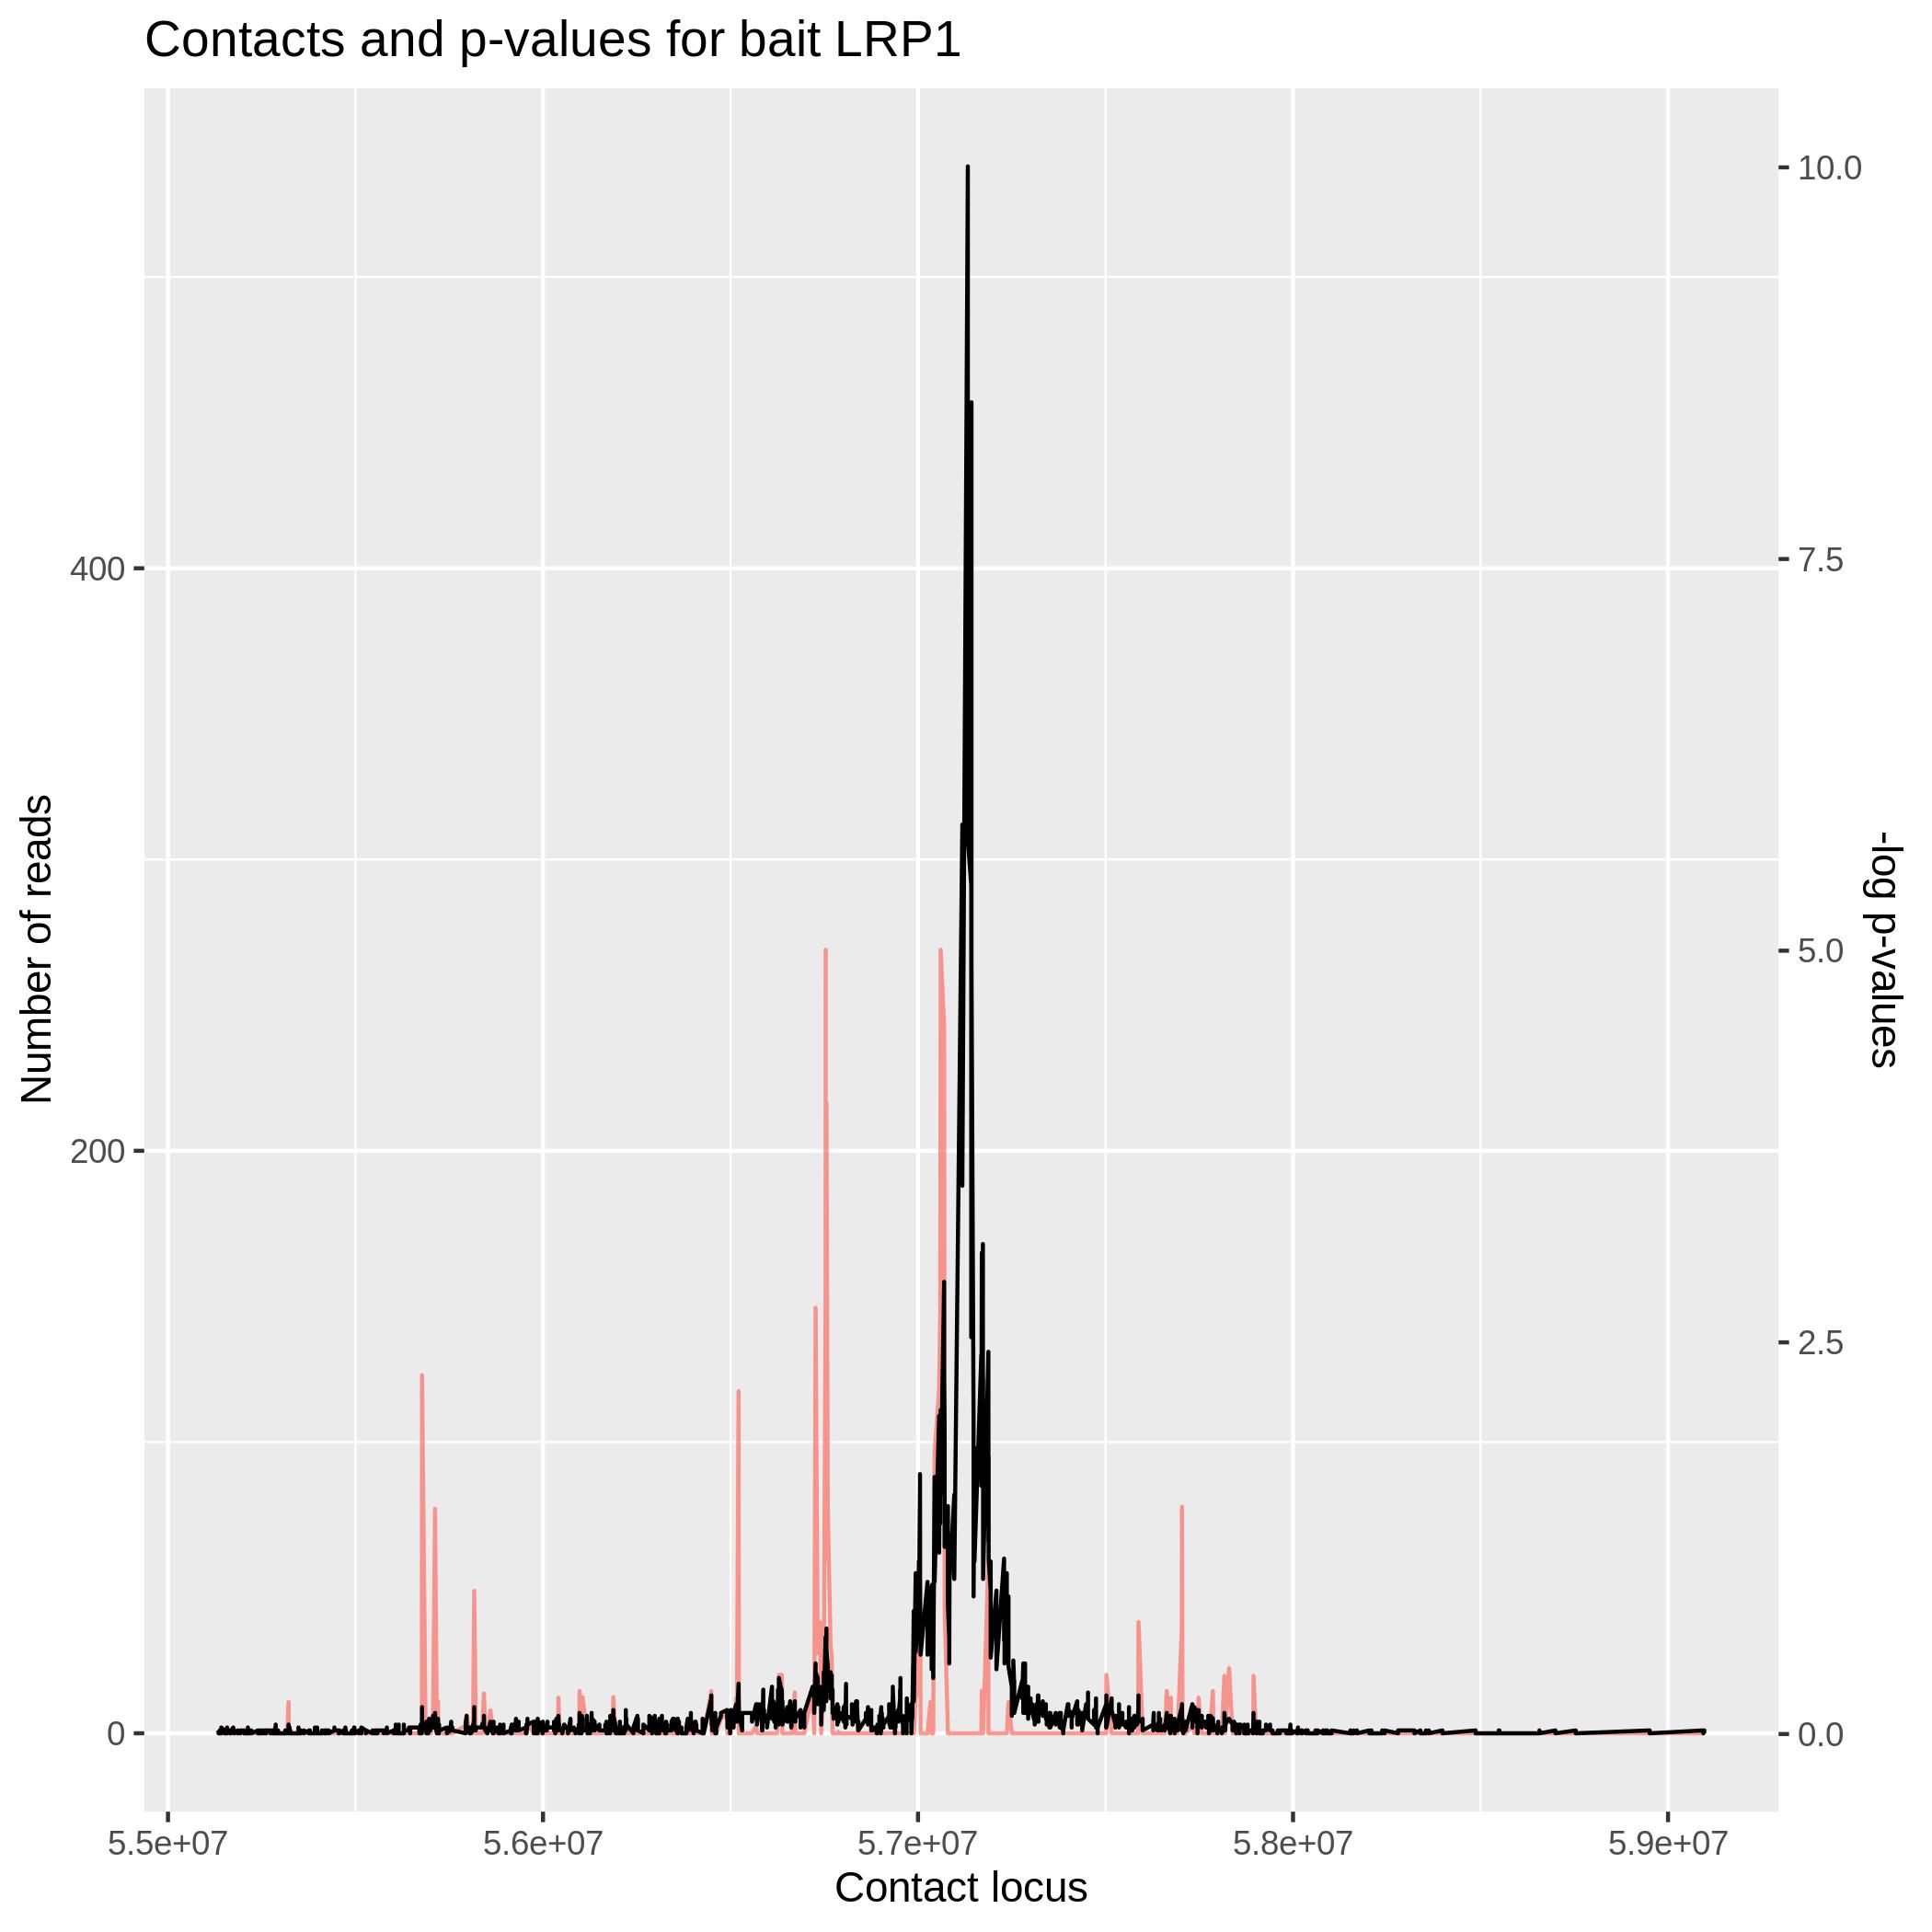 Contacts and p-values for bait LRP1
Number of reads
400
200
0
10.0
7.5
5.0
2.5
0.0
-log p-values
5.5e+07 5.6e+07 5.7e+07 5.8e+07 5.9e+07
Contact locus